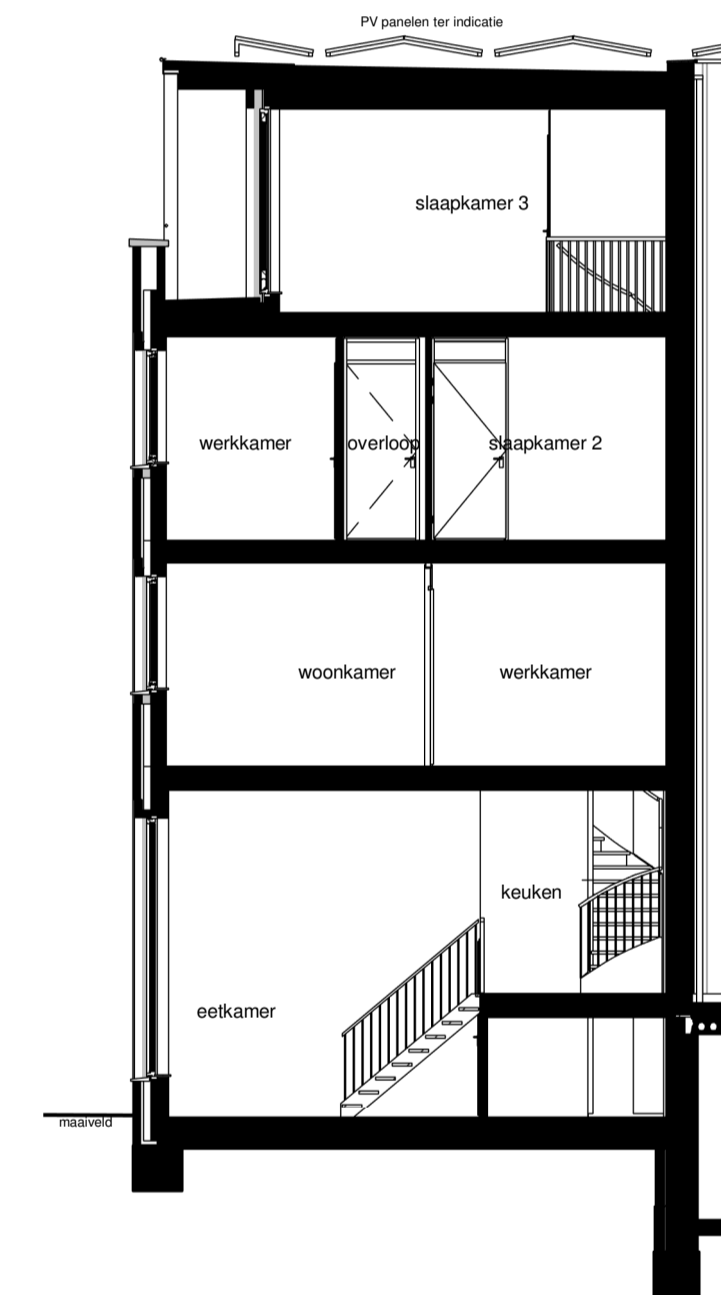 PV panelen ter indicatie
slaapkamer 3
werkkamer
overloop
slaapkamer 2
woonkamer
werkkamer
keuken
eetkamer
maaiveld